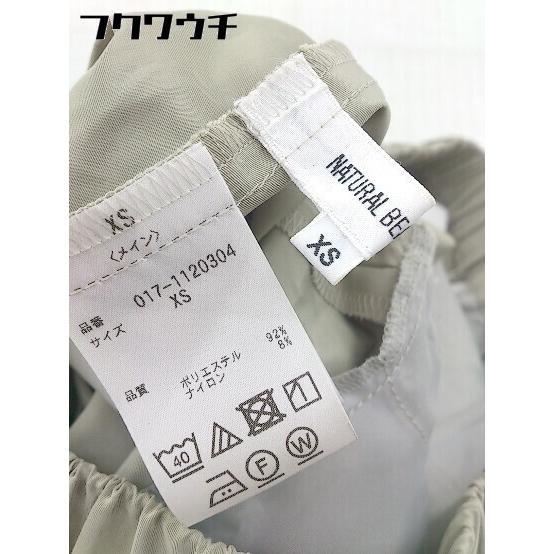 フクワウチ
NATURAL BE
XS
XS
〈メイン〉
品番 017-1120304
サイズ XS
品質 ポリエステル 92%
ナイロン 8%
40
F W